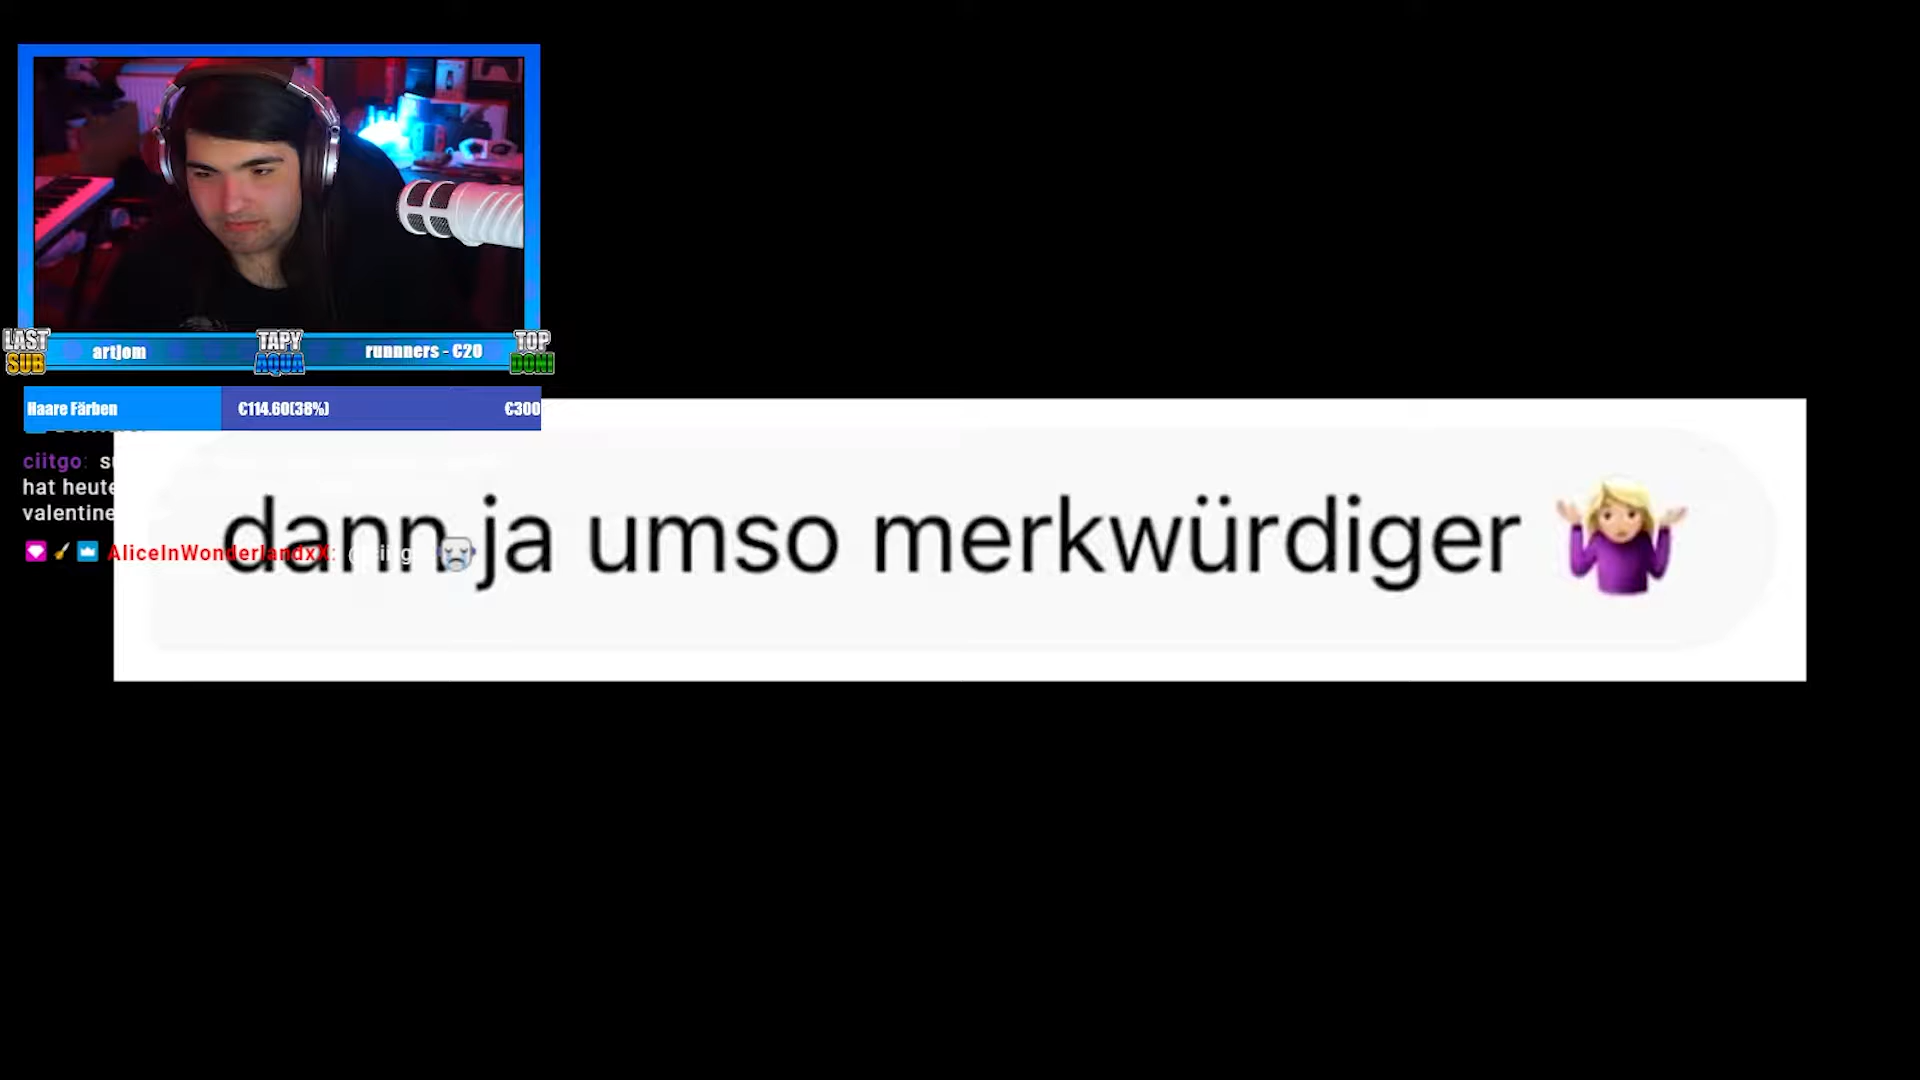 LAST SUB
artjom
TAPY AQUA
runnners - €20
TOP DONI
Haare Färben
€114.60(38%)
€300
ciitgo:
hat heute
valentine
AliceInWonderlandxX:
dann ja umso merkwürdiger 🤷🏼‍♀️